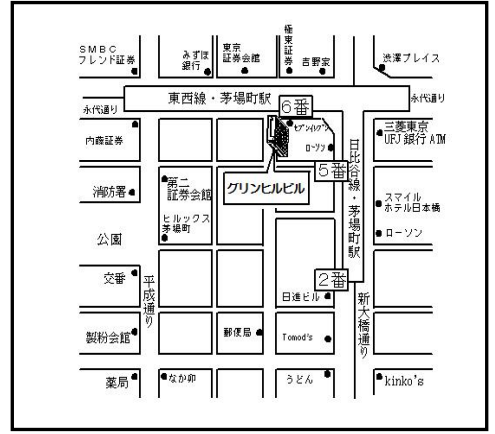 SMBC
フレンド証券
みずほ
銀行
東京
証券会館
極東証券
吉野家
渋澤プレイス
永代通り
東西線・茅場町駅
6番
永代通り
内藤証券
セブンイレブン
ローソン
三菱東京
UFJ 銀行 ATM
5番
日比谷線・茅場町駅
消防署
第二
証券会館
グリンヒルビル
スマイル
ホテル日本橋
ヒルックス
茅場町
ローソン
公園
交番
平成通り
2番
日進ビル
新大橋通り
製粉会館
郵便局
Tomod's
薬局
なか卯
うどん
kinko's